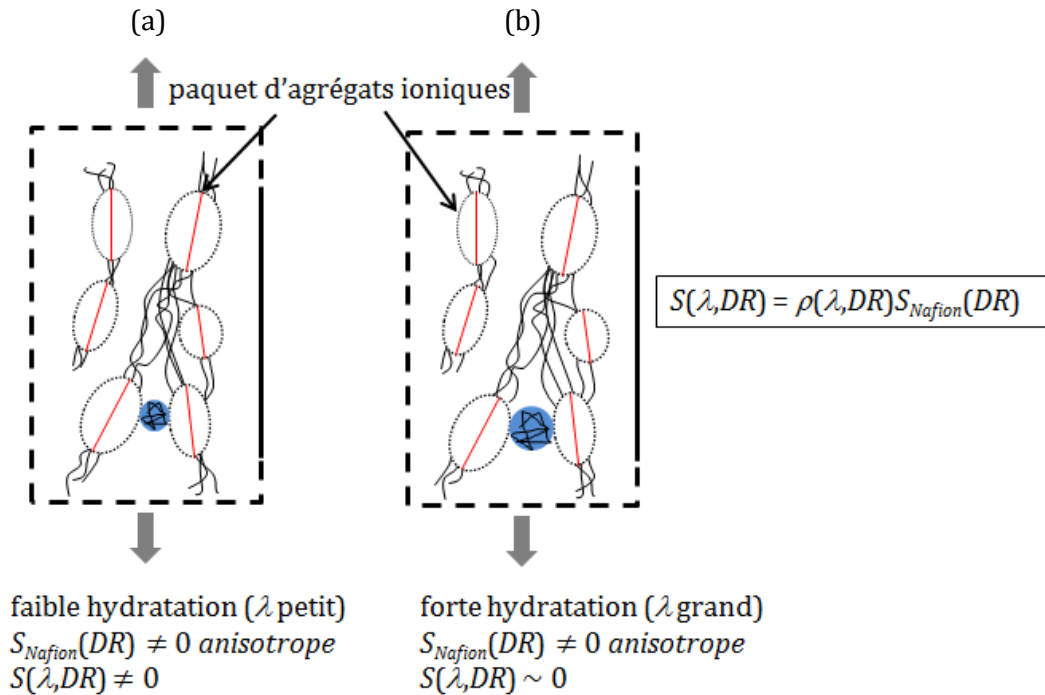 (a)
(b)
paquet d'agrégats ioniques
S(λ,DR) = ρ(λ,DR)S_Nafion(DR)
faible hydratation (λ petit)
S_Nafion(DR) ≠ 0 anisotrope
S(λ,DR) ≠ 0
forte hydratation (λ grand)
S_Nafion(DR) ≠ 0 anisotrope
S(λ,DR) ~ 0